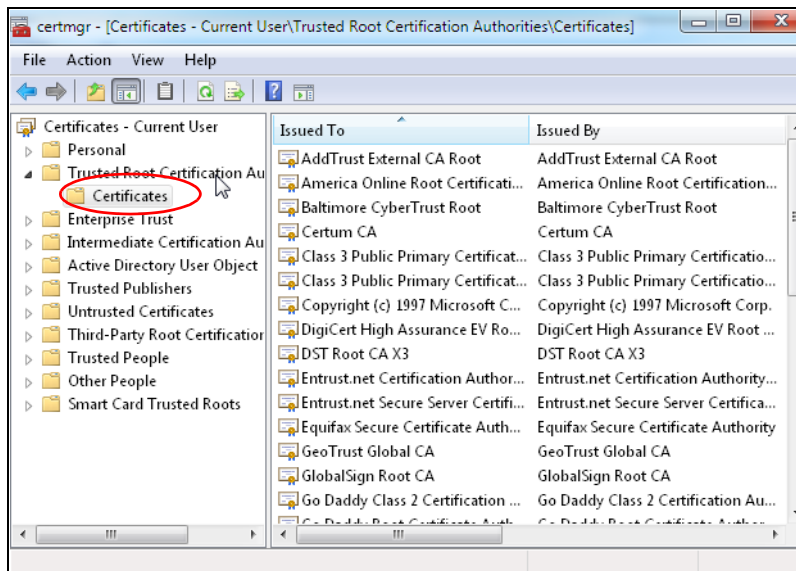 certmgr - [Certificates - Current User\Trusted Root Certification Authorities\Certificates]
File Action View Help
Certificates - Current User
Personal
Trusted Root Certification Au
Certificates
Enterprise Trust
Intermediate Certification Au
Active Directory User Object
Trusted Publishers
Untrusted Certificates
Third-Party Root Certification
Trusted People
Other People
Smart Card Trusted Roots
Issued To Issued By
AddTrust External CA Root AddTrust External CA Root
America Online Root Certificati... America Online Root Certification...
Baltimore CyberTrust Root Baltimore CyberTrust Root
Certum CA Certum CA
Class 3 Public Primary Certificat... Class 3 Public Primary Certificatio...
Class 3 Public Primary Certificat... Class 3 Public Primary Certificatio...
Copyright (c) 1997 Microsoft C... Copyright (c) 1997 Microsoft Corp.
DigiCert High Assurance EV Ro... DigiCert High Assurance EV Root ...
DST Root CA X3 DST Root CA X3
Entrust.net Certification Author... Entrust.net Certification Authority...
Entrust.net Secure Server Certifi... Entrust.net Secure Server Certifica...
Equifax Secure Certificate Auth... Equifax Secure Certificate Authority
GeoTrust Global CA GeoTrust Global CA
GlobalSign Root CA GlobalSign Root CA
Go Daddy Class 2 Certification ... Go Daddy Class 2 Certification Au...